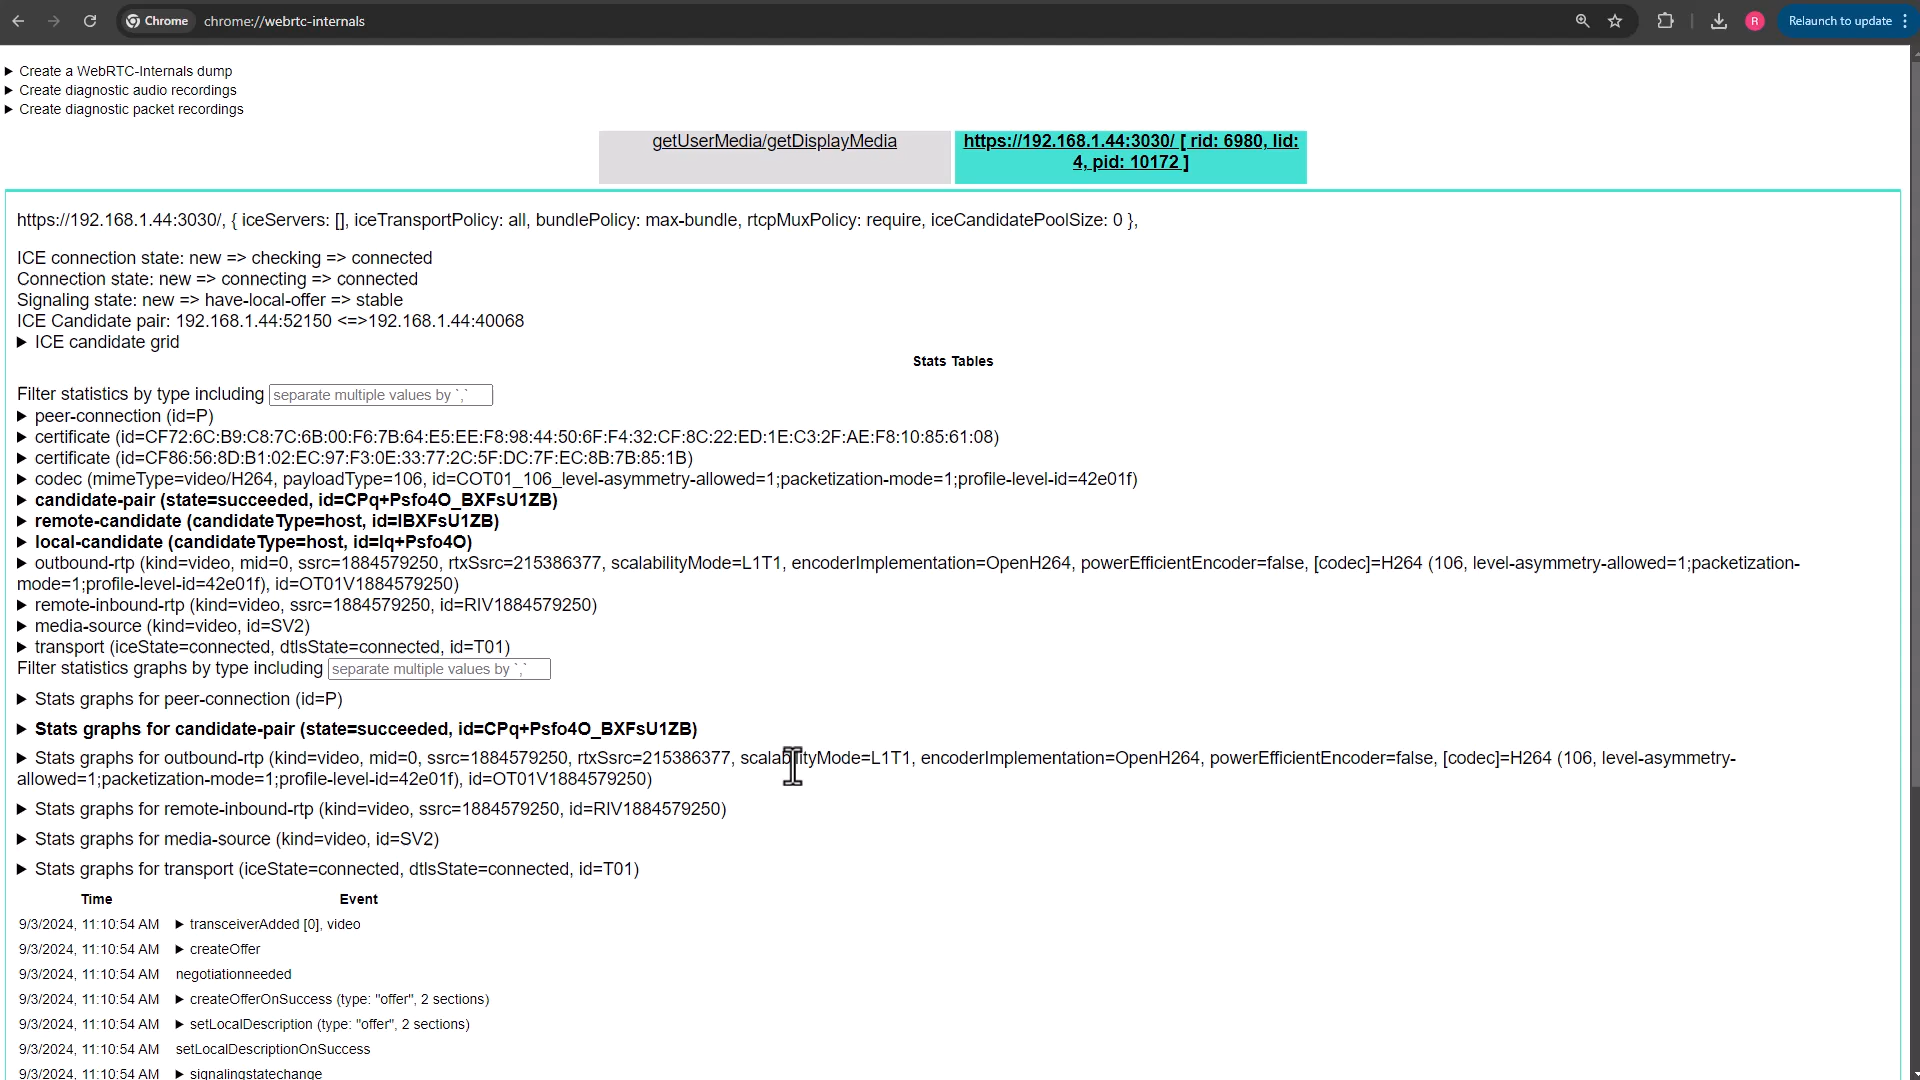 Chrome chrome://webrtc-internals R Relaunch to update
Create a WebRTC-Internals dump
Create diagnostic audio recordings
Create diagnostic packet recordings
getUserMedia/getDisplayMedia
https://192.168.1.44:3030/ [ rid: 6980, lid:
4, pid: 10172 ]
https://192.168.1.44:3030/, { iceServers: [], iceTransportPolicy: all, bundlePolicy: max-bundle, rtcpMuxPolicy: require, iceCandidatePoolSize: 0 },
ICE connection state: new => checking => connected
Connection state: new => connecting => connected
Signaling state: new => have-local-offer => stable
ICE Candidate pair: 192.168.1.44:52150 <=>192.168.1.44:40068
ICE candidate grid
Stats Tables
Filter statistics by type including separate multiple values by `,`
peer-connection (id=P)
certificate (id=CF72:6C:B9:C8:7C:6B:00:F6:7B:64:E5:EE:F8:98:44:50:6F:F4:32:CF:8C:22:ED:1E:C3:2F:AE:F8:10:85:61:08)
certificate (id=CF86:56:8D:B1:02:EC:97:F3:0E:33:77:2C:5F:DC:7F:EC:8B:7B:85:1B)
codec (mimeType=video/H264, payloadType=106, id=COT01_106_level-asymmetry-allowed=1;packetization-mode=1;profile-level-id=42e01f)
candidate-pair (state=succeeded, id=CPq+Psfo4O_BXFsU1ZB)
remote-candidate (candidateType=host, id=IBXFsU1ZB)
local-candidate (candidateType=host, id=Iq+Psfo4O)
outbound-rtp (kind=video, mid=0, ssrc=1884579250, rtxSsrc=215386377, scalabilityMode=L1T1, encoderImplementation=OpenH264, powerEfficientEncoder=false, [codec]=H264 (106, level-asymmetry-allowed=1;packetization-
mode=1;profile-level-id=42e01f), id=OT01V1884579250)
remote-inbound-rtp (kind=video, ssrc=1884579250, id=RIV1884579250)
media-source (kind=video, id=SV2)
transport (iceState=connected, dtlsState=connected, id=T01)
Filter statistics graphs by type including separate multiple values by `,`
Stats graphs for peer-connection (id=P)
Stats graphs for candidate-pair (state=succeeded, id=CPq+Psfo4O_BXFsU1ZB)
Stats graphs for outbound-rtp (kind=video, mid=0, ssrc=1884579250, rtxSsrc=215386377, scalabilityMode=L1T1, encoderImplementation=OpenH264, powerEfficientEncoder=false, [codec]=H264 (106, level-asymmetry-
allowed=1;packetization-mode=1;profile-level-id=42e01f), id=OT01V1884579250)
Stats graphs for remote-inbound-rtp (kind=video, ssrc=1884579250, id=RIV1884579250)
Stats graphs for media-source (kind=video, id=SV2)
Stats graphs for transport (iceState=connected, dtlsState=connected, id=T01)
Time Event
9/3/2024, 11:10:54 AM transceiverAdded [0], video
9/3/2024, 11:10:54 AM createOffer
9/3/2024, 11:10:54 AM negotiationneeded
9/3/2024, 11:10:54 AM createOfferOnSuccess (type: "offer", 2 sections)
9/3/2024, 11:10:54 AM setLocalDescription (type: "offer", 2 sections)
9/3/2024, 11:10:54 AM setLocalDescriptionOnSuccess
9/3/2024, 11:10:54 AM signalingstatechange